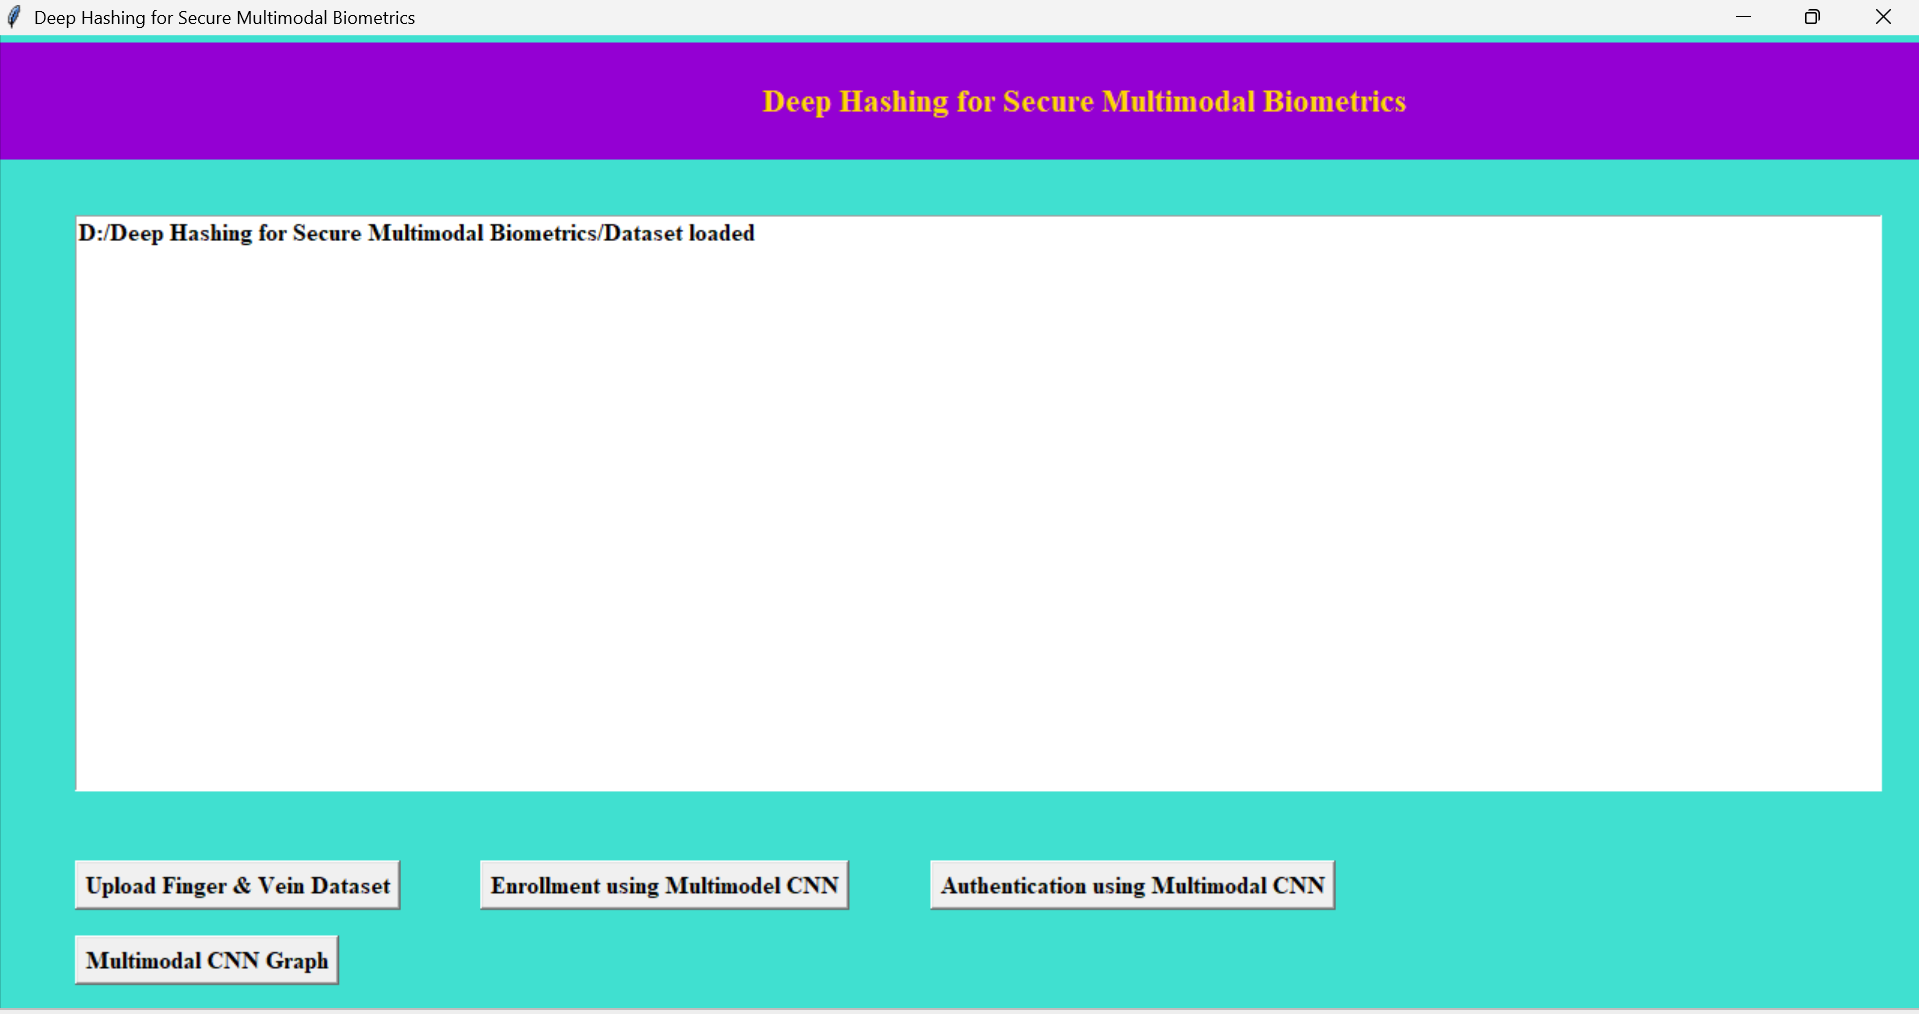 Deep Hashing for Secure Multimodal Biometrics
Deep Hashing for Secure Multimodal Biometrics
D:/Deep Hashing for Secure Multimodal Biometrics/Dataset loaded
Upload Finger & Vein Dataset
Enrollment using Multimodel CNN
Authentication using Multimodal CNN
Multimodal CNN Graph